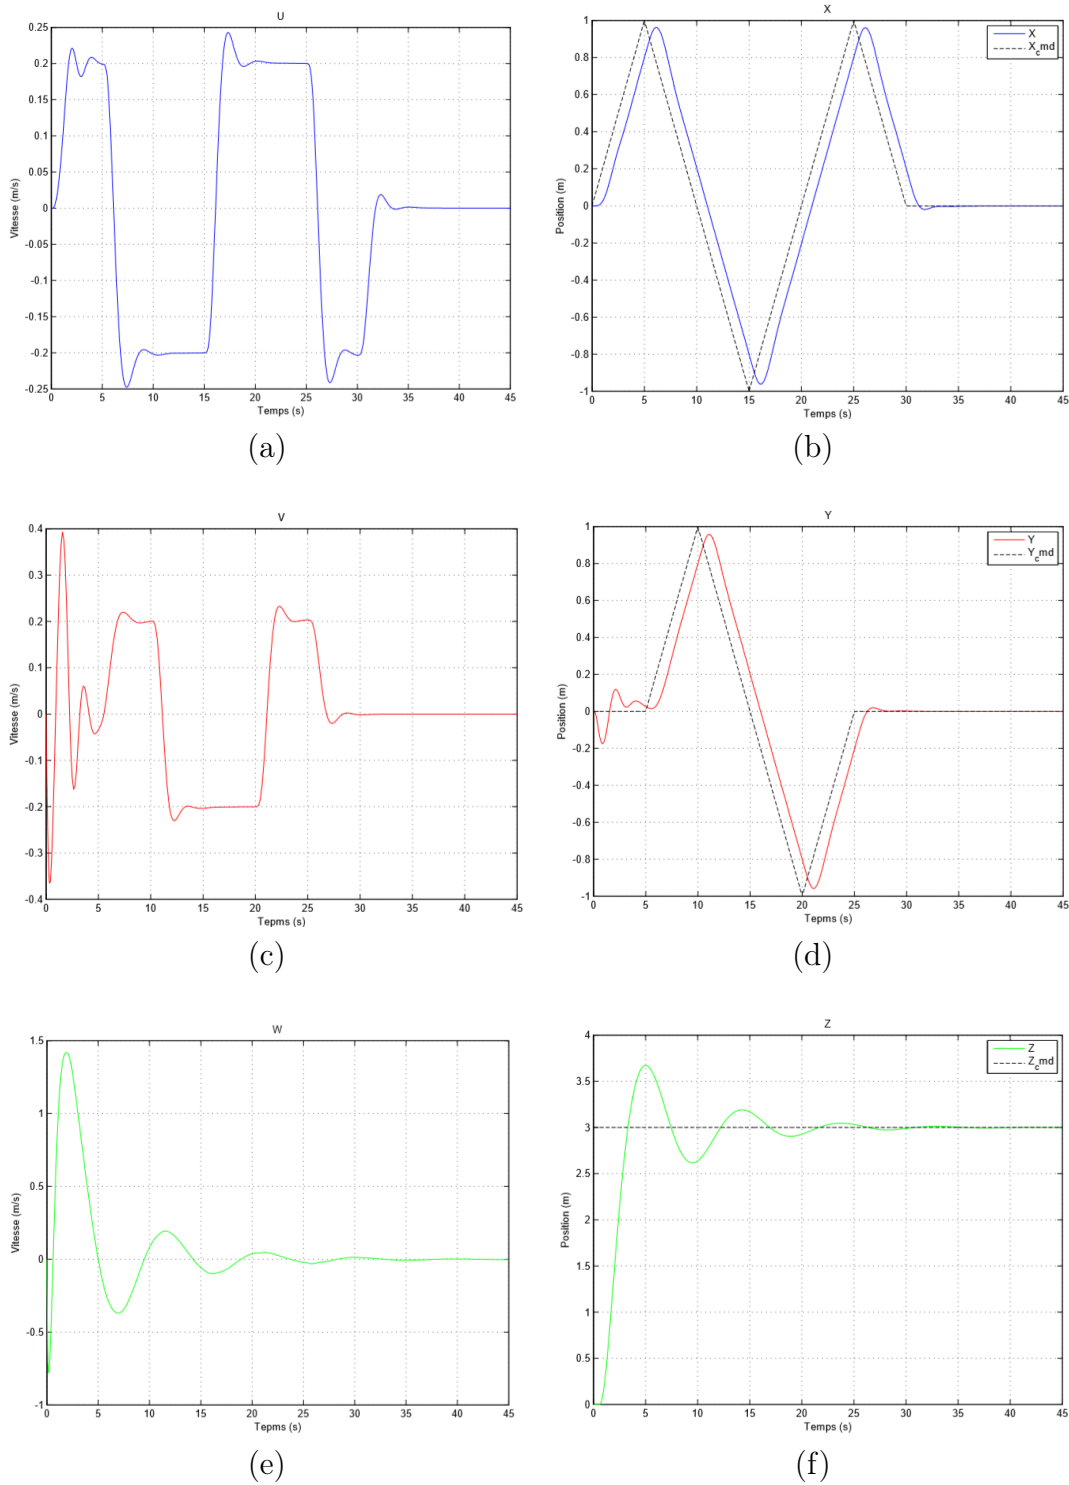 U
0.25
0.2
0.15
0.1
0.05
0
-0.05
-0.1
-0.15
-0.2
-0.25
Vitesse (m/s)
0 5 10 15 20 25 30 35 40 45
Temps (s)
(a)
X
1
0.8
0.6
0.4
0.2
0
-0.2
-0.4
-0.6
-0.8
-1
Position (m)
X
X_cmd
0 5 10 15 20 25 30 35 40 45
Temps (s)
(b)
V
0.4
0.3
0.2
0.1
0
-0.1
-0.2
-0.3
-0.4
Vitesse (m/s)
0 5 10 15 20 25 30 35 40 45
Tepms (s)
(c)
Y
1
0.8
0.6
0.4
0.2
0
-0.2
-0.4
-0.6
-0.8
-1
Position (m)
Y
Y_cmd
0 5 10 15 20 25 30 35 40 45
Tepms (s)
(d)
W
1.5
1
0.5
0
-0.5
-1
Vitesse (m/s)
0 5 10 15 20 25 30 35 40 45
Tepms (s)
(e)
Z
4
3.5
3
2.5
2
1.5
1
0.5
0
Position (m)
Z
Z_cmd
0 5 10 15 20 25 30 35 40 45
Temps (s)
(f)